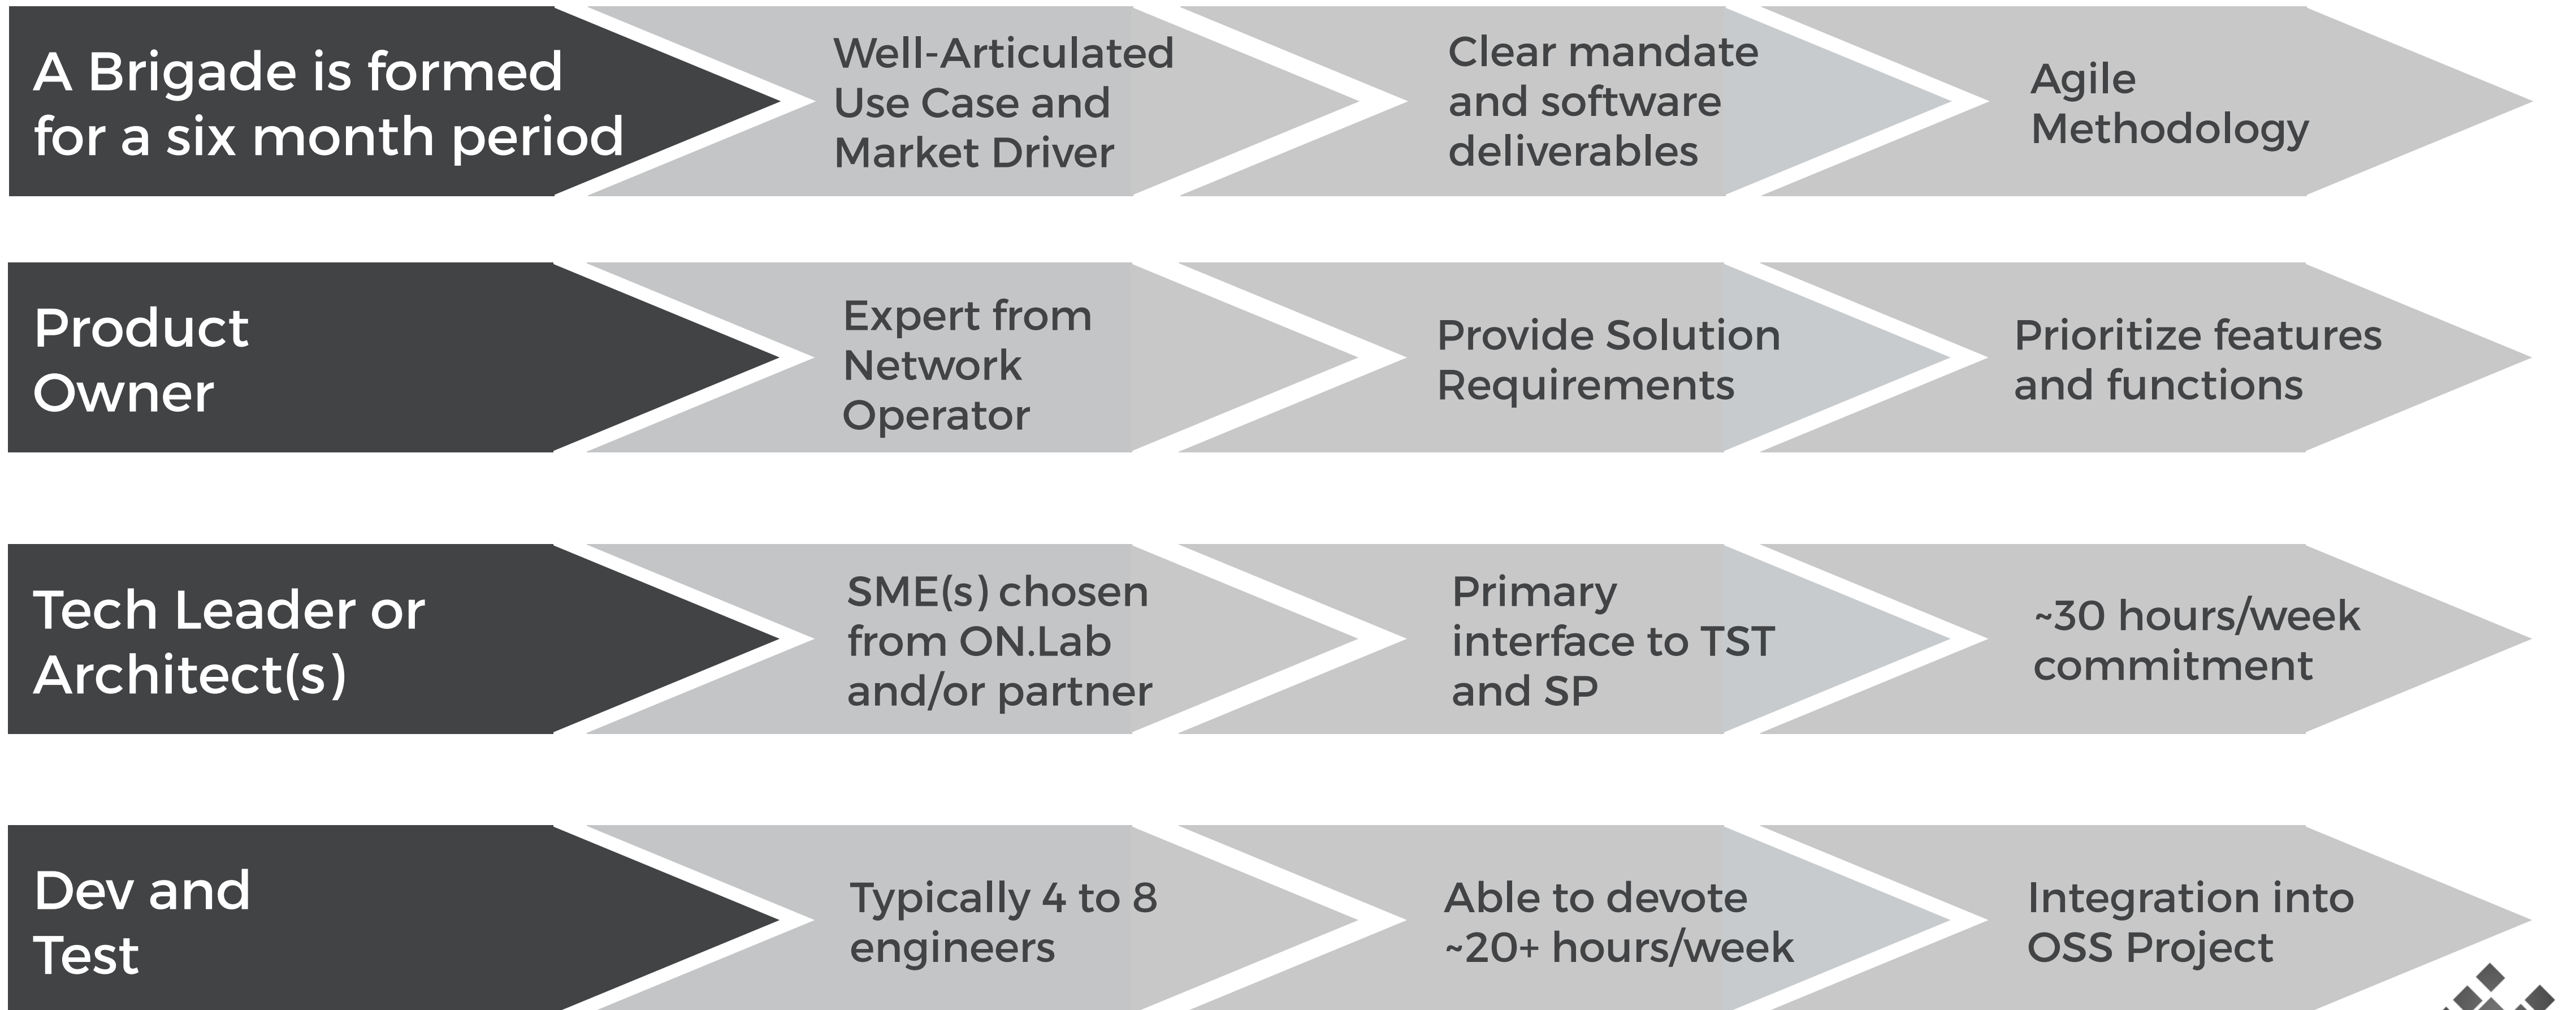 A Brigade is formed
for a six month period
Well-Articulated
Use Case and
Market Driver
Clear mandate
and software
deliverables
Agile
Methodology
Product
Owner
Expert from
Network
Operator
Provide Solution
Requirements
Prioritize features
and functions
Tech Leader or
Architect(s)
SME(s) chosen
from ON.Lab
and/or partner
Primary
interface to TST
and SP
~30 hours/week
commitment
Dev and
Test
Typically 4 to 8
engineers
Able to devote
~20+ hours/week
Integration into
OSS Project